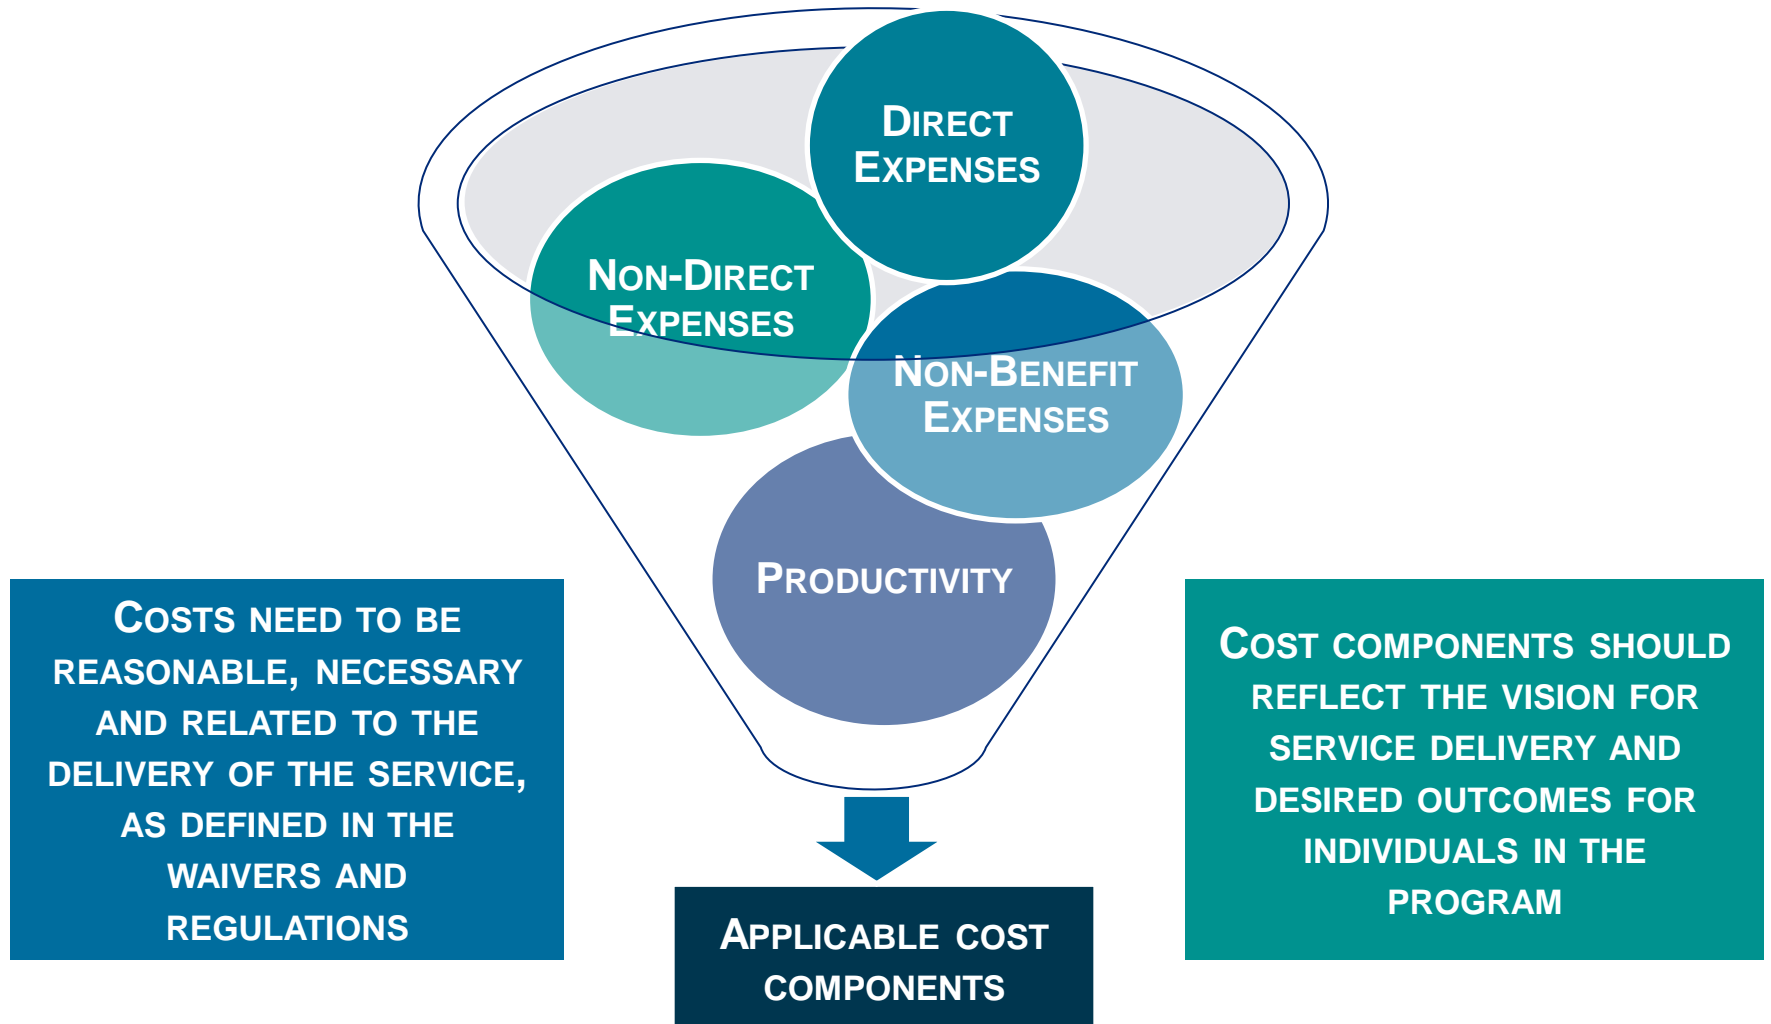 DIRECT
EXPENSES
NON-DIRECT
EXPENSES
NON-BENEFIT
EXPENSES
PRODUCTIVITY
COSTS NEED TO BE
REASONABLE, NECESSARY
AND RELATED TO THE
DELIVERY OF THE SERVICE,
AS DEFINED IN THE
WAIVERS AND
REGULATIONS
COST COMPONENTS SHOULD
REFLECT THE VISION FOR
SERVICE DELIVERY AND
DESIRED OUTCOMES FOR
INDIVIDUALS IN THE
PROGRAM
APPLICABLE COST
COMPONENTS